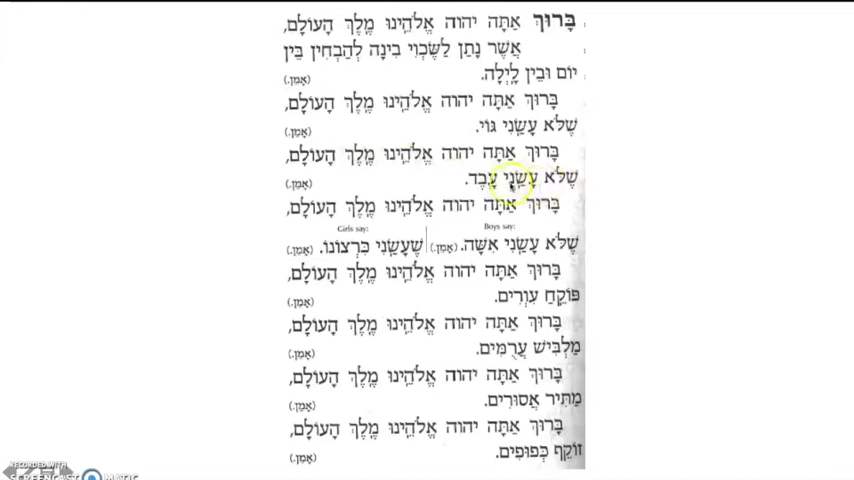 בָּרוּךְ אַתָּה יהוה אֱלֹהֵינוּ מֶלֶךְ הָעוֹלָם,
אֲשֶׁר נָתַן לַשֶּׂכְוִי בִינָה לְהַבְחִין בֵּין
יוֹם וּבֵין לָיְלָה. (אָמֵן.)
בָּרוּךְ אַתָּה יהוה אֱלֹהֵינוּ מֶלֶךְ הָעוֹלָם,
שֶׁלֹּא עָשַׂנִי גּוֹי. (אָמֵן.)
בָּרוּךְ אַתָּה יהוה אֱלֹהֵינוּ מֶלֶךְ הָעוֹלָם,
שֶׁלֹּא עָשַׂנִי עָבֶד. (אָמֵן.)
בָּרוּךְ אַתָּה יהוה אֱלֹהֵינוּ מֶלֶךְ הָעוֹלָם,
Boys say:
שֶׁלֹּא עָשַׂנִי אִשָּׁה. (אָמֵן.)
Girls say:
שֶׁעָשַׂנִי כִּרְצוֹנוֹ. (אָמֵן.)
בָּרוּךְ אַתָּה יהוה אֱלֹהֵינוּ מֶלֶךְ הָעוֹלָם,
פּוֹקֵחַ עִוְרִים. (אָמֵן.)
בָּרוּךְ אַתָּה יהוה אֱלֹהֵינוּ מֶלֶךְ הָעוֹלָם,
מַלְבִּישׁ עֲרֻמִּים. (אָמֵן.)
בָּרוּךְ אַתָּה יהוה אֱלֹהֵינוּ מֶלֶךְ הָעוֹלָם,
מַתִּיר אֲסוּרִים. (אָמֵן.)
בָּרוּךְ אַתָּה יהוה אֱלֹהֵינוּ מֶלֶךְ הָעוֹלָם,
זוֹקֵף כְּפוּפִים. (אָמֵן.)
RECORDED WITH
SCREENCAST MATIC